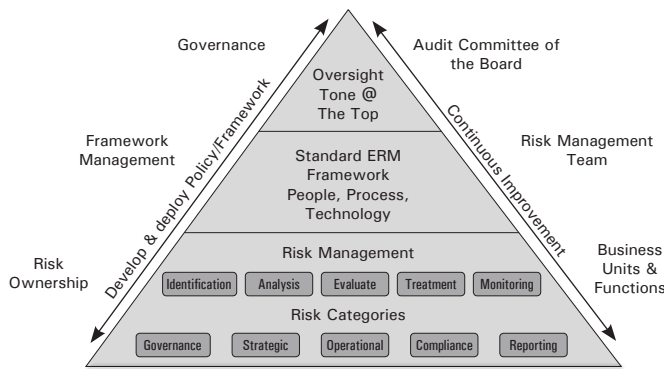 Governance
Audit Committee of
the Board
Oversight
Tone @
The Top
Develop & deploy Policy/Framework
Continuous Improvement
Framework
Management
Risk Management
Team
Standard ERM
Framework
People, Process,
Technology
Risk
Ownership
Business
Units &
Functions
Risk Management
Identification Analysis Evaluate Treatment Monitoring
Risk Categories
Governance Strategic Operational Compliance Reporting